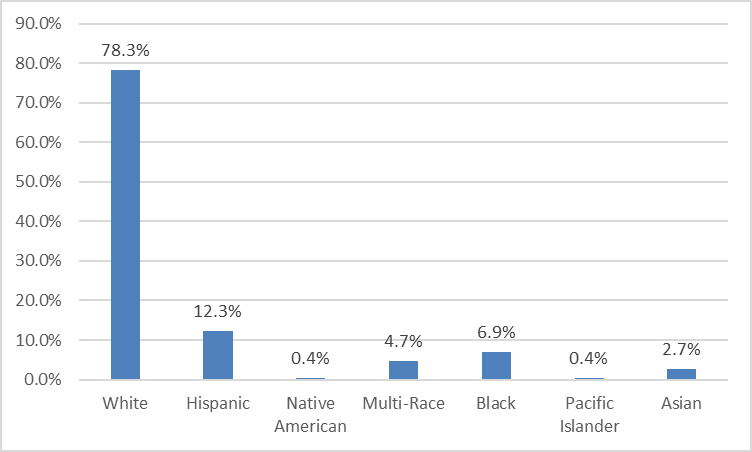 90.0%
78.3%
80.0%
70.0%
60.0%
50.0%
40.0%
30.0%
20.0%
12.3%
10.0%
6.9%
4.7%
2.7%
0.4%
0.4%
0.0%
White
Hispanic
Native
American
Multi-Race
Black
Pacific
Islander
Asian